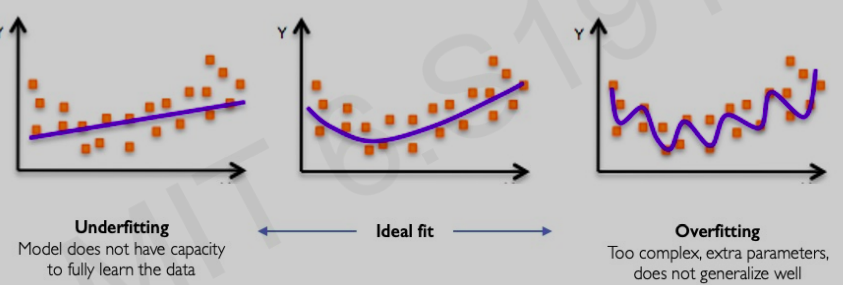 Y
Y
Y
MIT 6.S19
Underfitting
Model does not have capacity
to fully learn the data
Ideal fit
Overfitting
Too complex, extra parameters,
does not generalize well